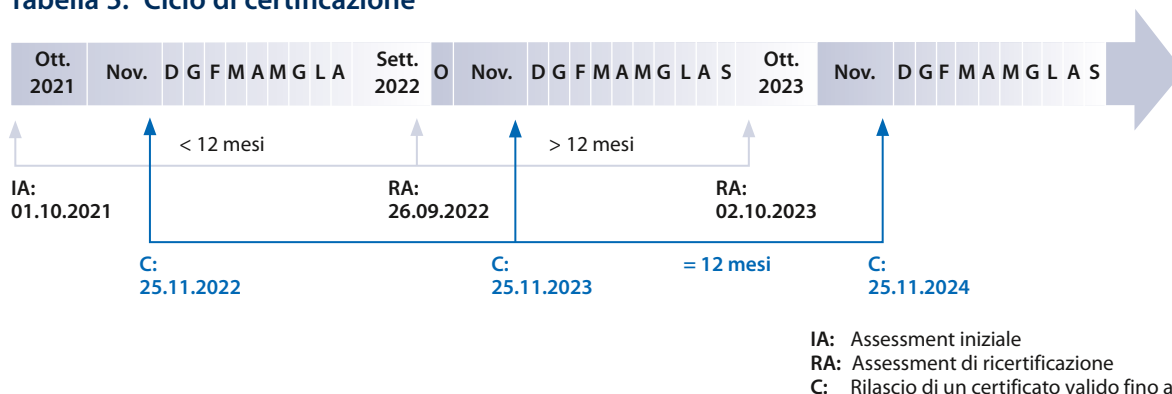 Tabella 3: Ciclo di certificazione
Ott. 2021 Nov. D G F M A M G L A Sett. 2022 O Nov. D G F M A M G L A S Ott. 2023 Nov. D G F M A M G L A S
< 12 mesi > 12 mesi
IA: 01.10.2021
RA: 26.09.2022
RA: 02.10.2023
C: 25.11.2022
C: 25.11.2023
= 12 mesi
C: 25.11.2024
IA: Assessment iniziale
RA: Assessment di ricertificazione
C: Rilascio di un certificato valido fino a